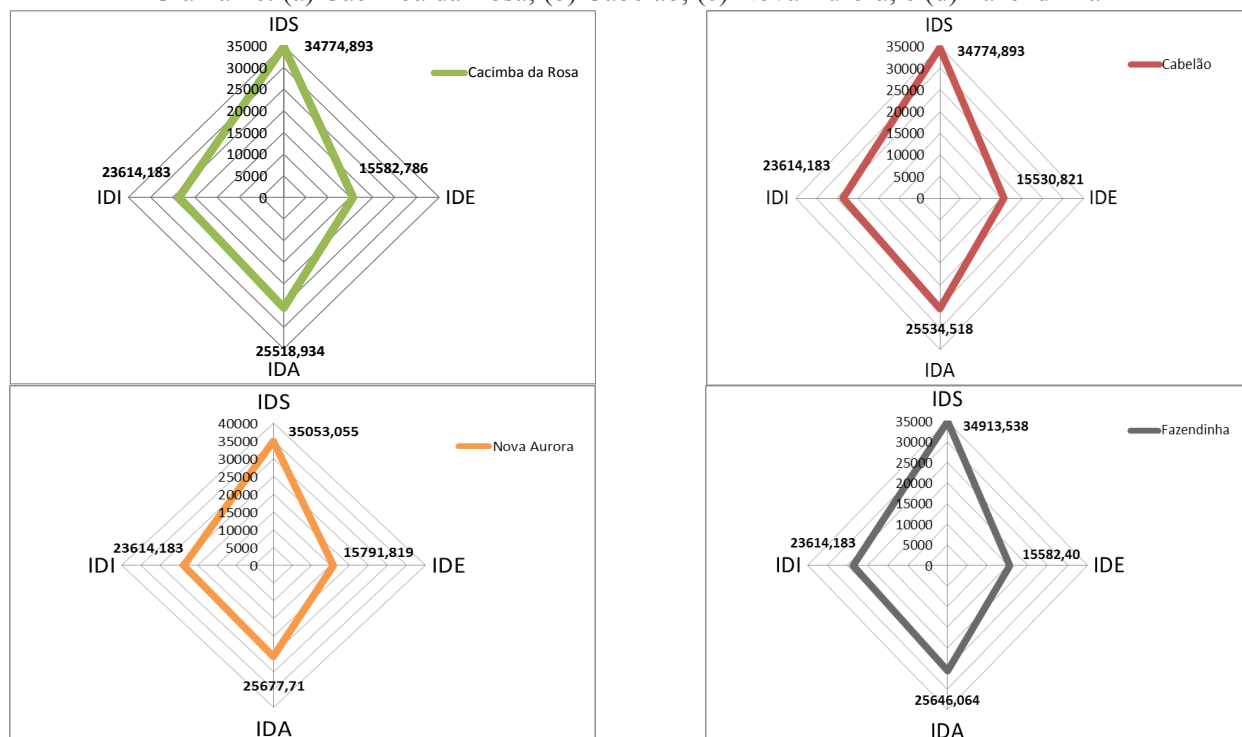 IDS
35000
34774,893
Cacimba da Rosa
30000
25000
20000
15000
10000
5000
0
23614,183
15582,786
IDI
IDE
25518,934
IDA
IDS
35000
34774,893
Cabelão
30000
25000
20000
15000
10000
5000
0
23614,183
15530,821
IDI
IDE
25534,518
IDA
IDS
40000
35053,055
Nova Aurora
35000
30000
25000
20000
15000
10000
5000
0
23614,183
15791,819
IDI
IDE
25677,71
IDA
IDS
35000
34913,538
Fazendinha
30000
25000
20000
15000
10000
5000
0
23614,183
15582,40
IDI
IDE
25646,064
IDA